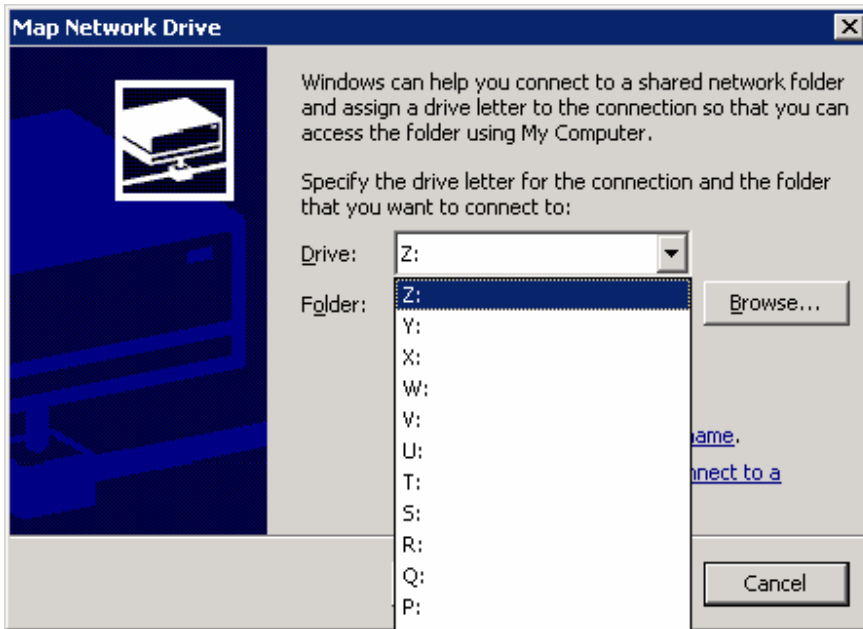 Map Network Drive
Windows can help you connect to a shared network folder
and assign a drive letter to the connection so that you can
access the folder using My Computer.
Specify the drive letter for the connection and the folder
that you want to connect to:
Drive: Z:
Folder: Z: Browse...
Y:
X:
W:
V:
U: name.
T: nnect to a
S:
R:
Q: Cancel
P: